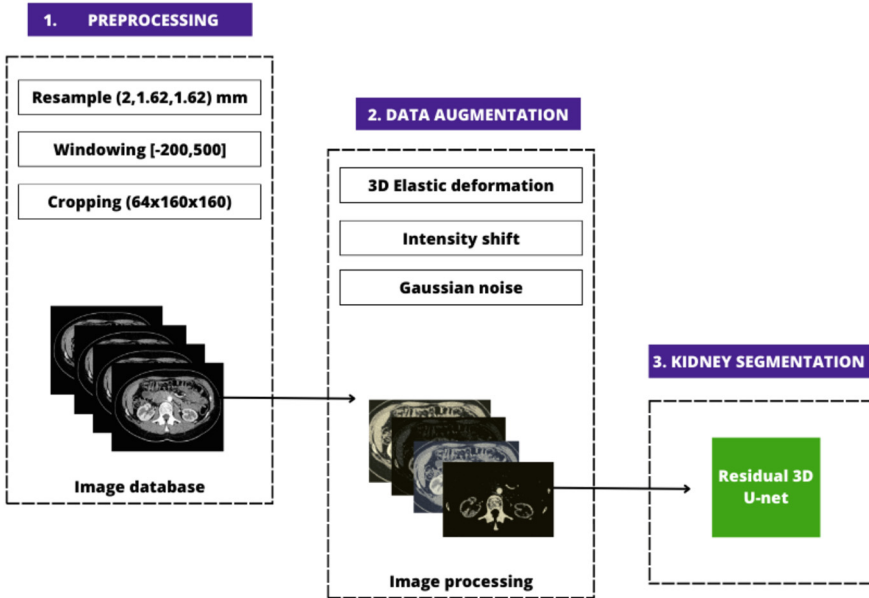 1. PREPROCESSING
Resample (2,1.62,1.62) mm
Windowing [-200,500]
Cropping (64x160x160)
Image database
2. DATA AUGMENTATION
3D Elastic deformation
Intensity shift
Gaussian noise
Image processing
3. KIDNEY SEGMENTATION
Residual 3D
U-net